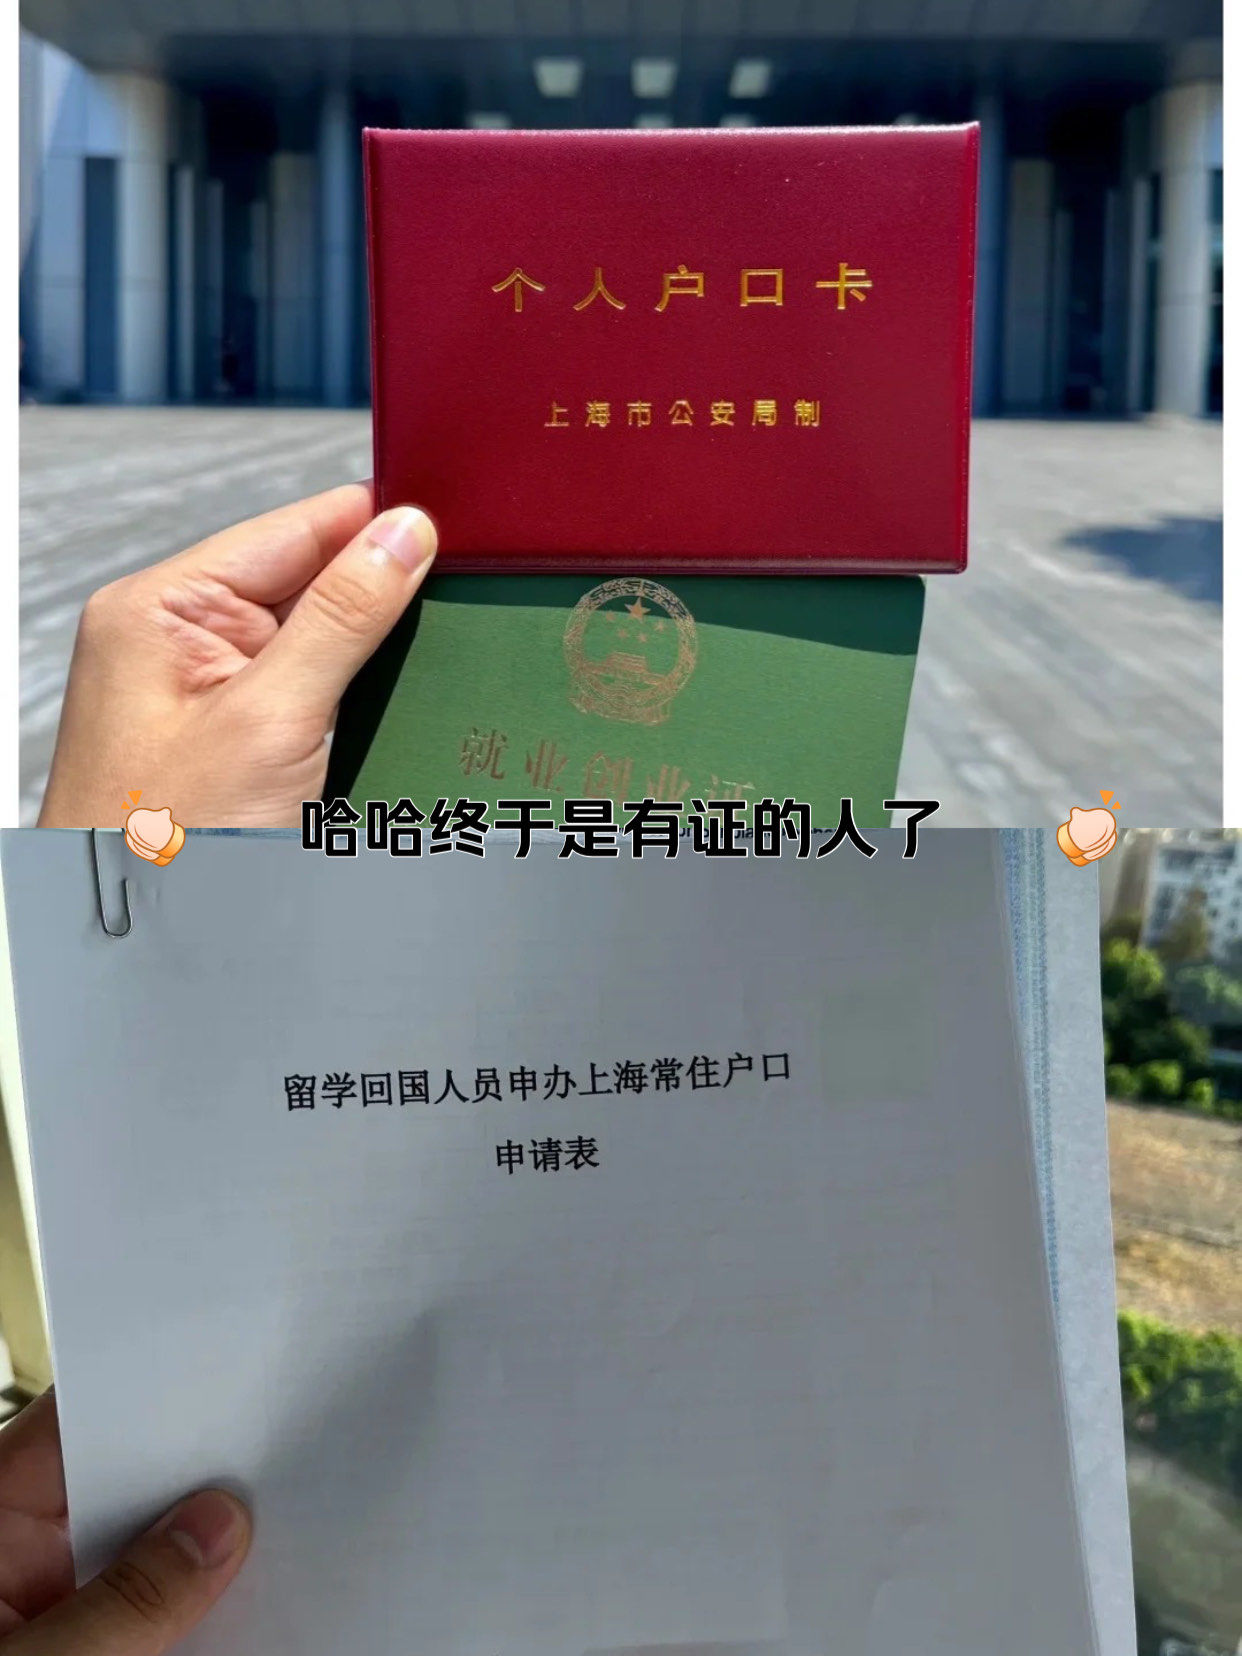 个人户口卡
上海市公安局制
就业创业证
哈哈终于是有证的人了
留学回国人员申办上海常住户口
申请表